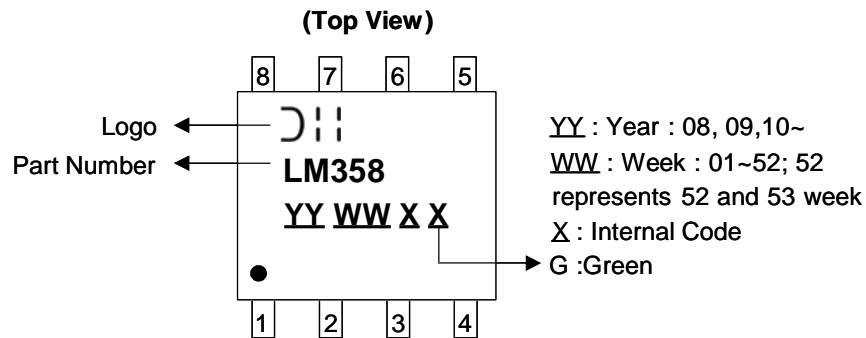 (Top View)
8 7 6 5
Logo
Part Number
LM358
YY WW X X
YY : Year : 08, 09,10~
WW : Week : 01~52; 52
represents 52 and 53 week
X : Internal Code
G :Green
1 2 3 4